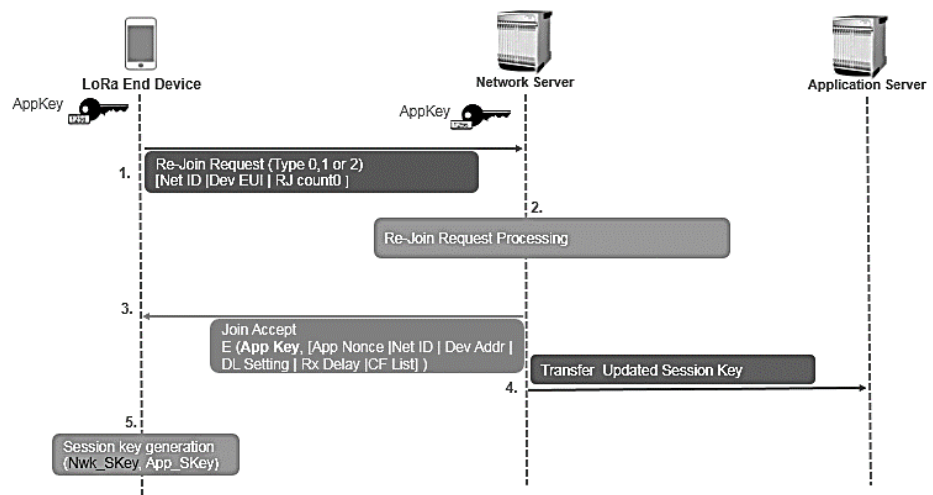 LoRa End Device
Network Server
Application Server
AppKey
AppKey
1.
Re-Join Request (Type 0,1 or 2)
[Net ID |Dev EUI | RJ count0 ]
2.
Re-Join Request Processing
3.
Join Accept
E (App Key, [App Nonce |Net ID | Dev Addr |
DL Setting | Rx Delay |CF List] )
Transfer Updated Session Key
4.
5.
Session key generation
(Nwk_SKey, App_SKey)